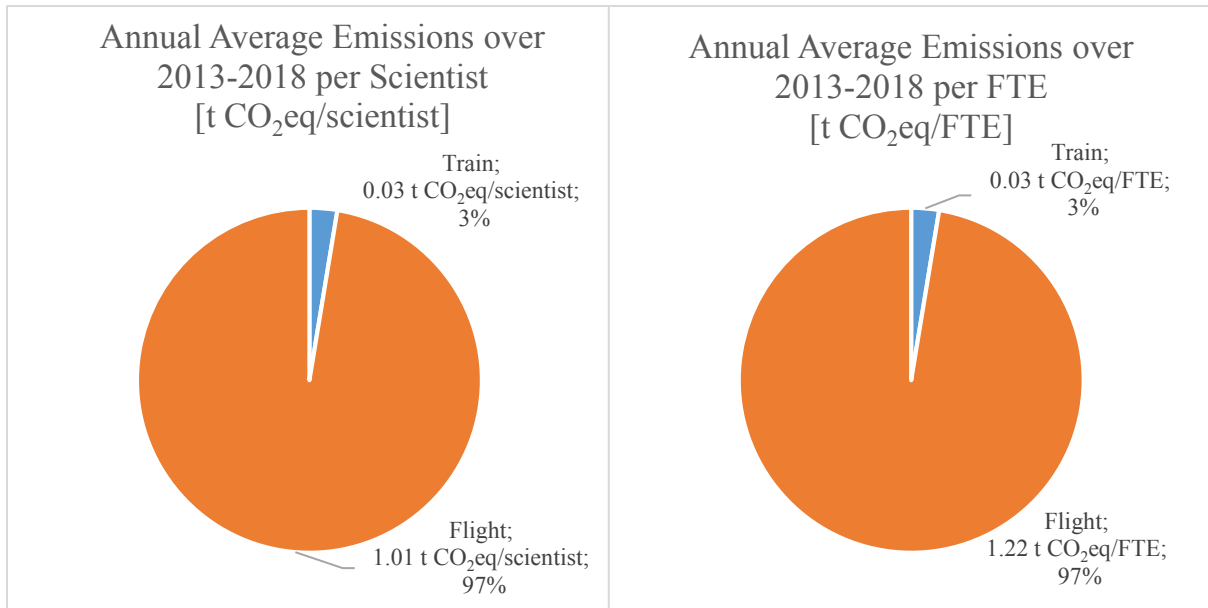 Annual Average Emissions over
2013-2018 per Scientist
[t CO₂eq/scientist]
Train;
0.03 t CO₂eq/scientist;
3%
Flight;
1.01 t CO₂eq/scientist;
97%
Annual Average Emissions over
2013-2018 per FTE
[t CO₂eq/FTE]
Train;
0.03 t CO₂eq/FTE;
3%
Flight;
1.22 t CO₂eq/FTE;
97%